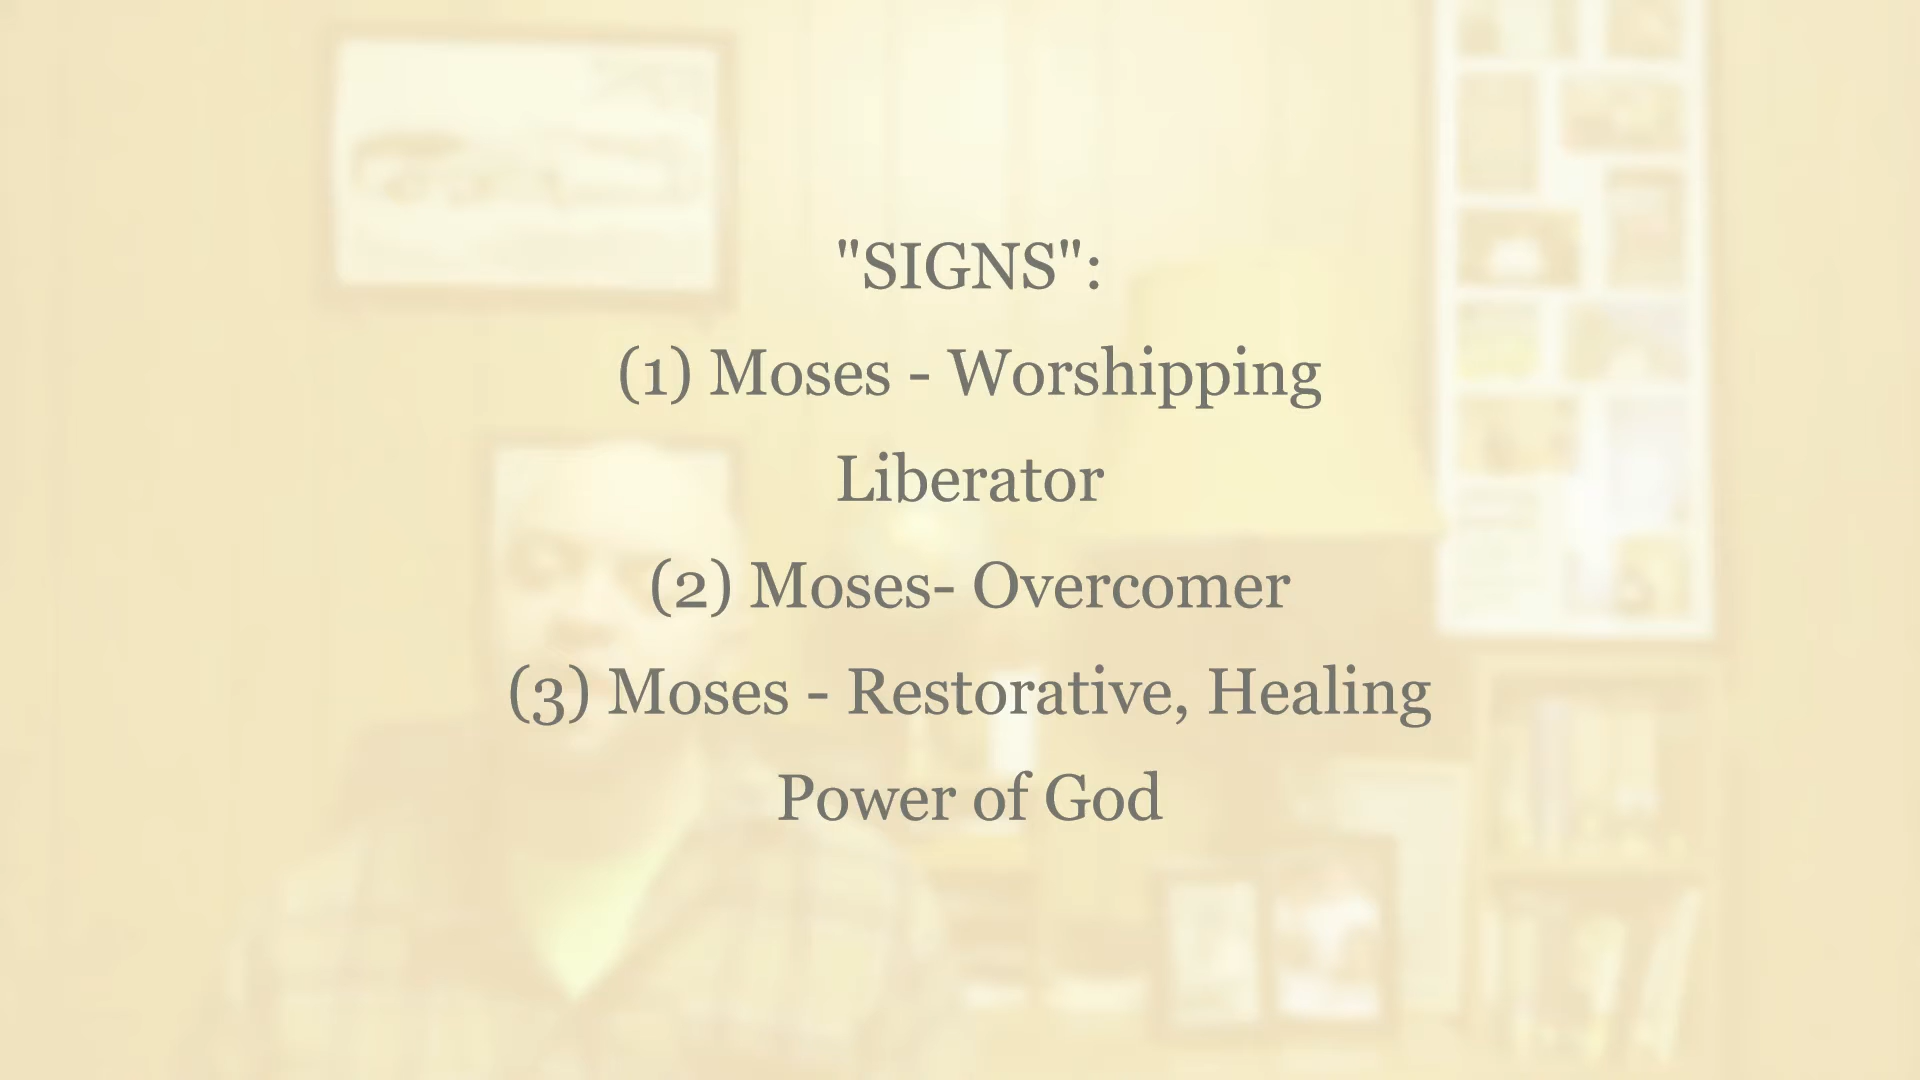 "SIGNS":
(1) Moses - Worshipping
Liberator
(2) Moses- Overcomer
(3) Moses - Restorative, Healing
Power of God